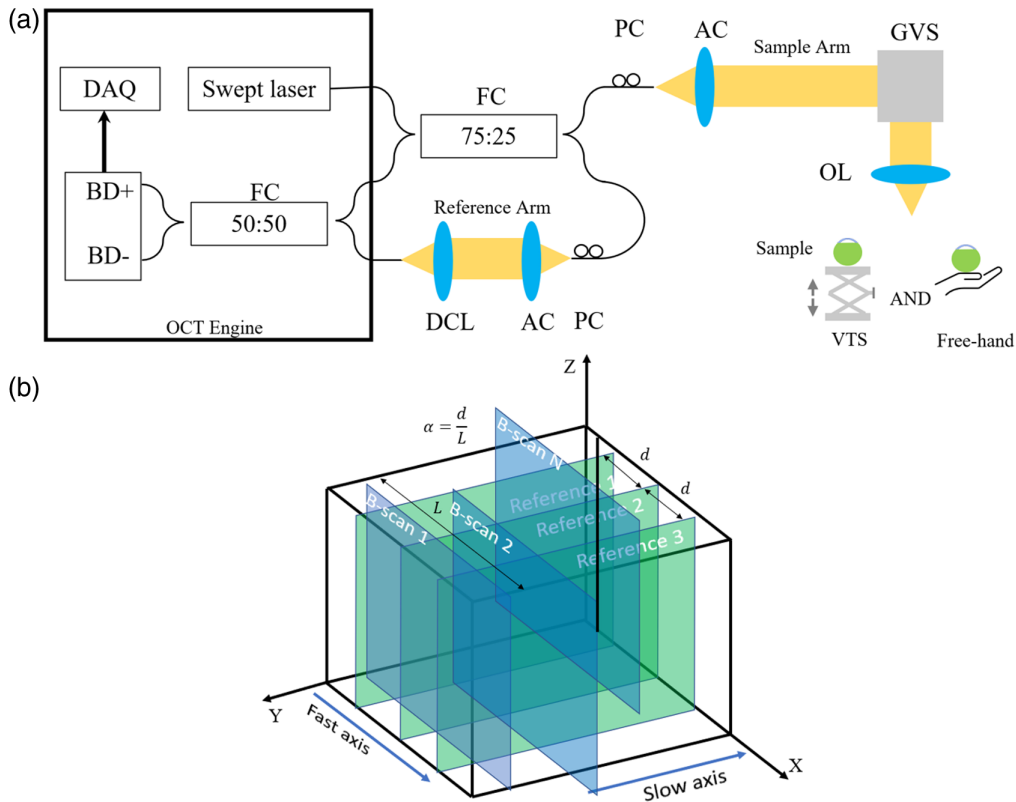 (a)
DAQ
Swept laser
BD+
BD-
FC
50:50
OCT Engine
FC
75:25
Reference Arm
DCL
AC
PC
PC
AC
Sample Arm
GVS
OL
Sample
AND
VTS
Free-hand
(b)
Z
α = d/L
d
d
L
B-scan 1
B-scan 2
B-scan N
Reference 1
Reference 2
Reference 3
Y
Fast axis
Slow axis
X